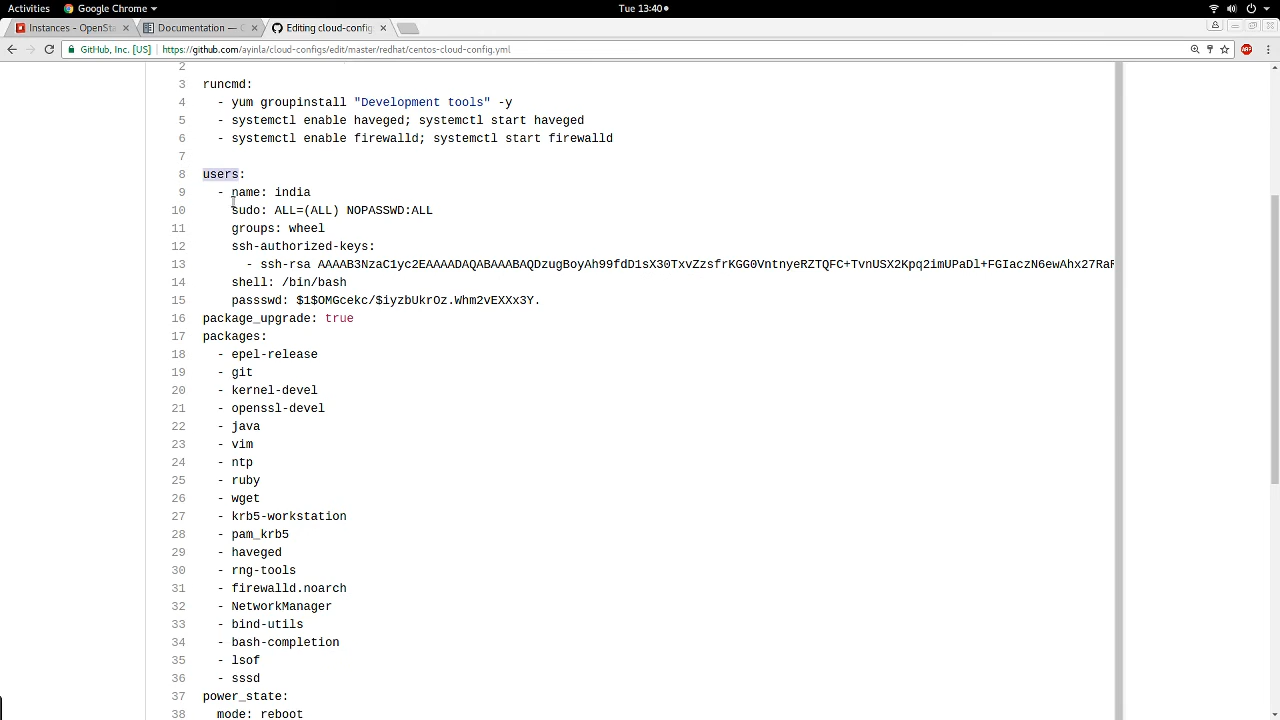 Activities Google Chrome Tue 13:40
Instances - OpenSta Documentation — C Editing cloud-config
GitHub, Inc. [US] https://github.com/ayinla/cloud-configs/edit/master/redhat/centos-cloud-config.yml
2
3 runcmd:
4 - yum groupinstall "Development tools" -y
5 - systemctl enable haveged; systemctl start haveged
6 - systemctl enable firewalld; systemctl start firewalld
7
8 users:
9 - name: india
10 sudo: ALL=(ALL) NOPASSWD:ALL
11 groups: wheel
12 ssh-authorized-keys:
13 - ssh-rsa AAAAB3NzaC1yc2EAAAADAQABAAABAQDzugBoyAh99fdD1sX30TxvZzsfrKGG0VntnyeRZTQFC+TvnUSX2Kpq2imUPaDl+FGIaczN6ewAhx27RaR
14 shell: /bin/bash
15 passswd: $1$OMGcekc/$iyzbUkrOz.Whm2vEXXx3Y.
16 package_upgrade: true
17 packages:
18 - epel-release
19 - git
20 - kernel-devel
21 - openssl-devel
22 - java
23 - vim
24 - ntp
25 - ruby
26 - wget
27 - krb5-workstation
28 - pam_krb5
29 - haveged
30 - rng-tools
31 - firewalld.noarch
32 - NetworkManager
33 - bind-utils
34 - bash-completion
35 - lsof
36 - sssd
37 power_state:
38 mode: reboot